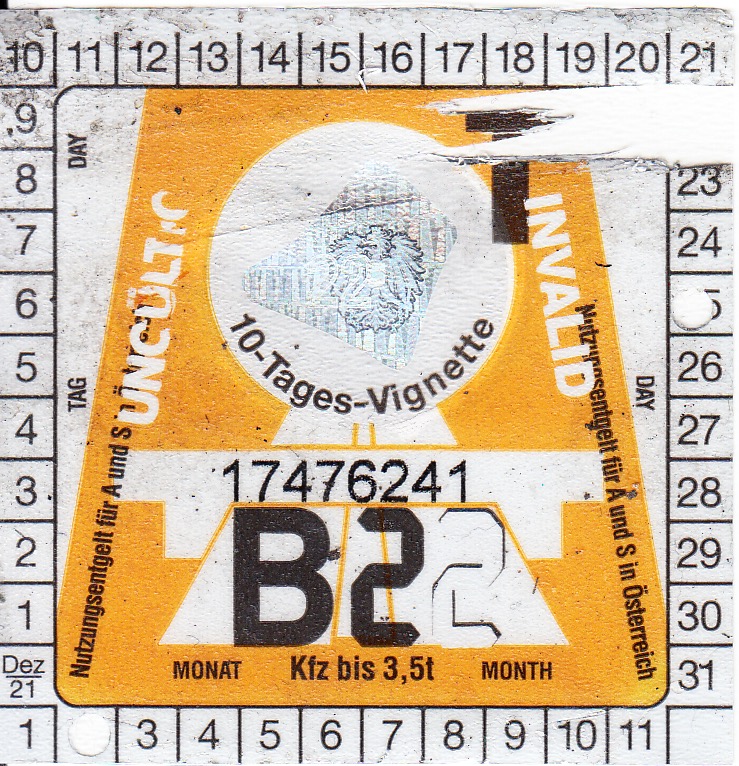 10 11 12 13 14 15 16 17 18 19 20 21
9
8
7
6
5
4
3
2
1
Dez
21
DAY
TAG
UNGÜLTIG
INVALID
10-Tages-Vignette
Nutzungsentgelt für A und S
Nutzungsentgelt für A und S in Österreich
DAY
17476241
B22
MONAT Kfz bis 3,5t MONTH
23
24
5
26
27
28
29
30
31
1 3 4 5 6 7 8 9 10 11